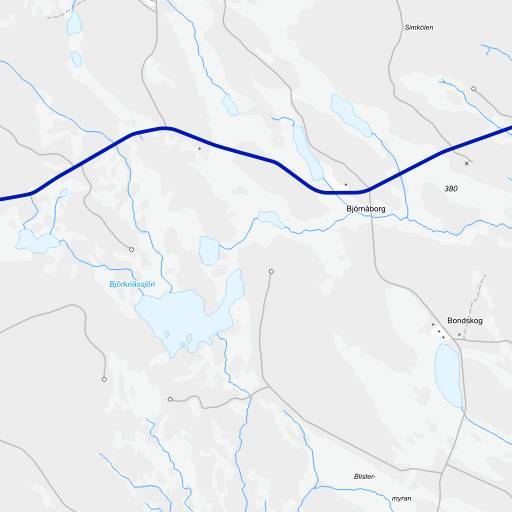 Simkölen
380
Björnåborg
Björknässjön
Bondskog
Blister-
myran